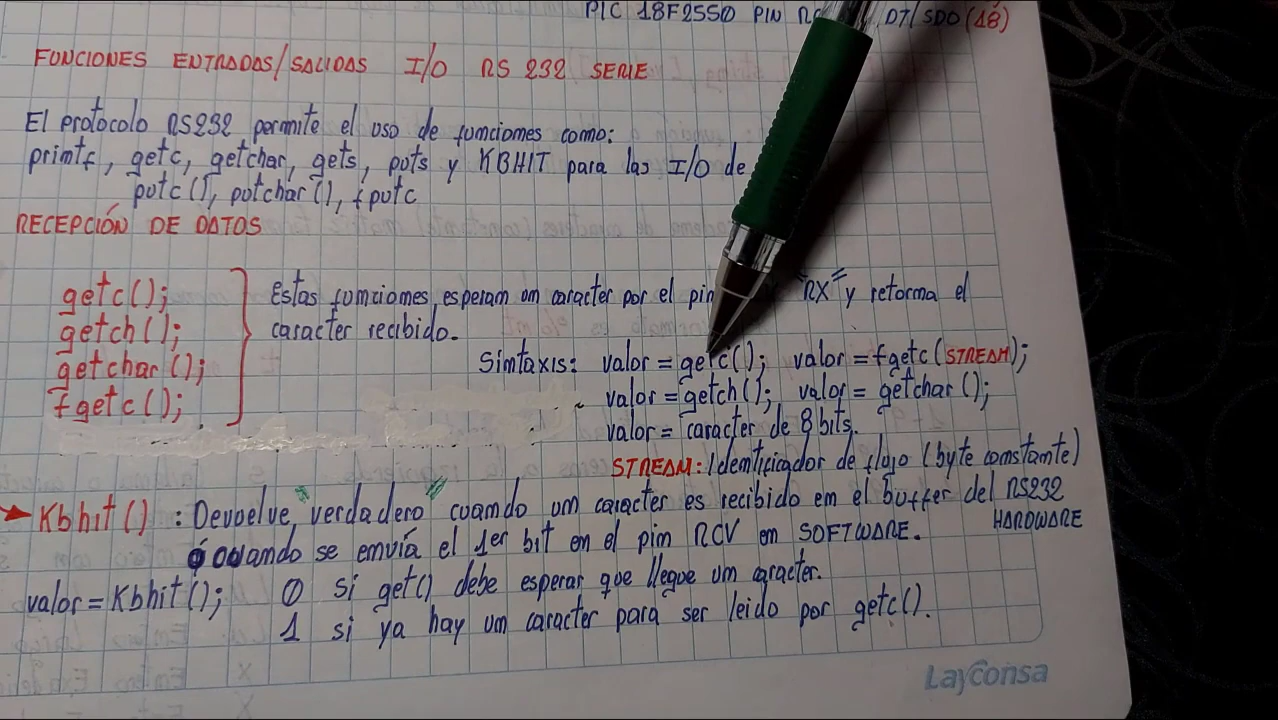 PIC 18F2550 PIN RC D7/SDO (18)
FUNCIONES ENTRADAS/SALIDAS I/O RS 232 SERIE
El protocolo RS232 permite el uso de funciones como:
printf, getc, getchar, gets, puts y KBHIT para las I/O de
putc(), putchar(), fputc
RECEPCIÓN DE DATOS
getc();
getch();
getchar();
fgetc();
Estas funciones, esperan un caracter por el pin "RX" y retorna el
caracter recibido.
Sintaxis: valor = getc(); valor = fgetc(STREAM);
valor = getch(); valor = getchar();
valor = caracter de 8 bits.
STREAM: Identificador de flujo (byte constante)
Kbhit() : Devuelve, "verdadero" cuando un caracter es recibido en el buffer del RS232
HARDWARE
ó cuando se envía el 1er bit en el pin RCV en SOFTWARE.
valor = Kbhit(); 0 si get() debe esperar que llegue un caracter.
1 si ya hay un caracter para ser leido por getc().
Layconsa